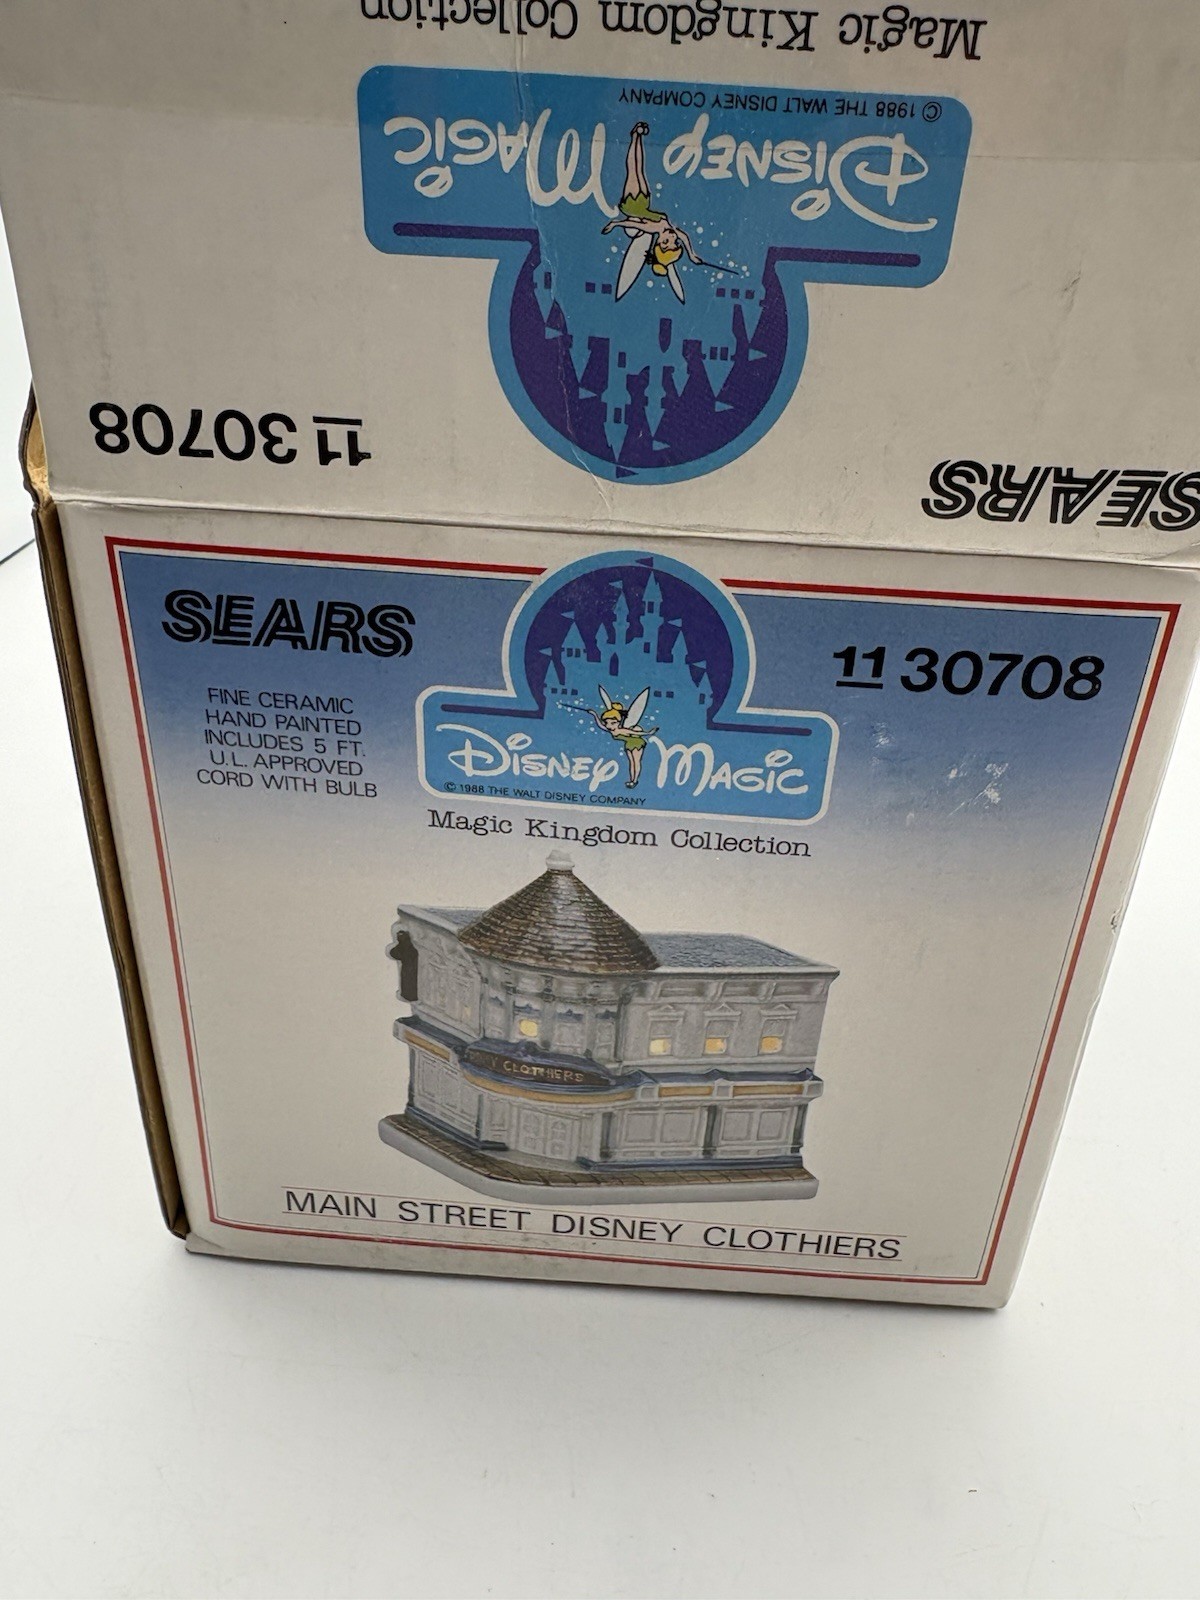 Magic Kingdom Collection
© 1988 THE WALT DISNEY COMPANY
DISNEY MAGIC
11 30708
SEARS
SEARS
11 30708
FINE CERAMIC
HAND PAINTED
INCLUDES 5 FT.
U.L. APPROVED
CORD WITH BULB
DISNEY MAGIC
© 1988 THE WALT DISNEY COMPANY
Magic Kingdom Collection
CLOTHIERS
MAIN STREET DISNEY CLOTHIERS